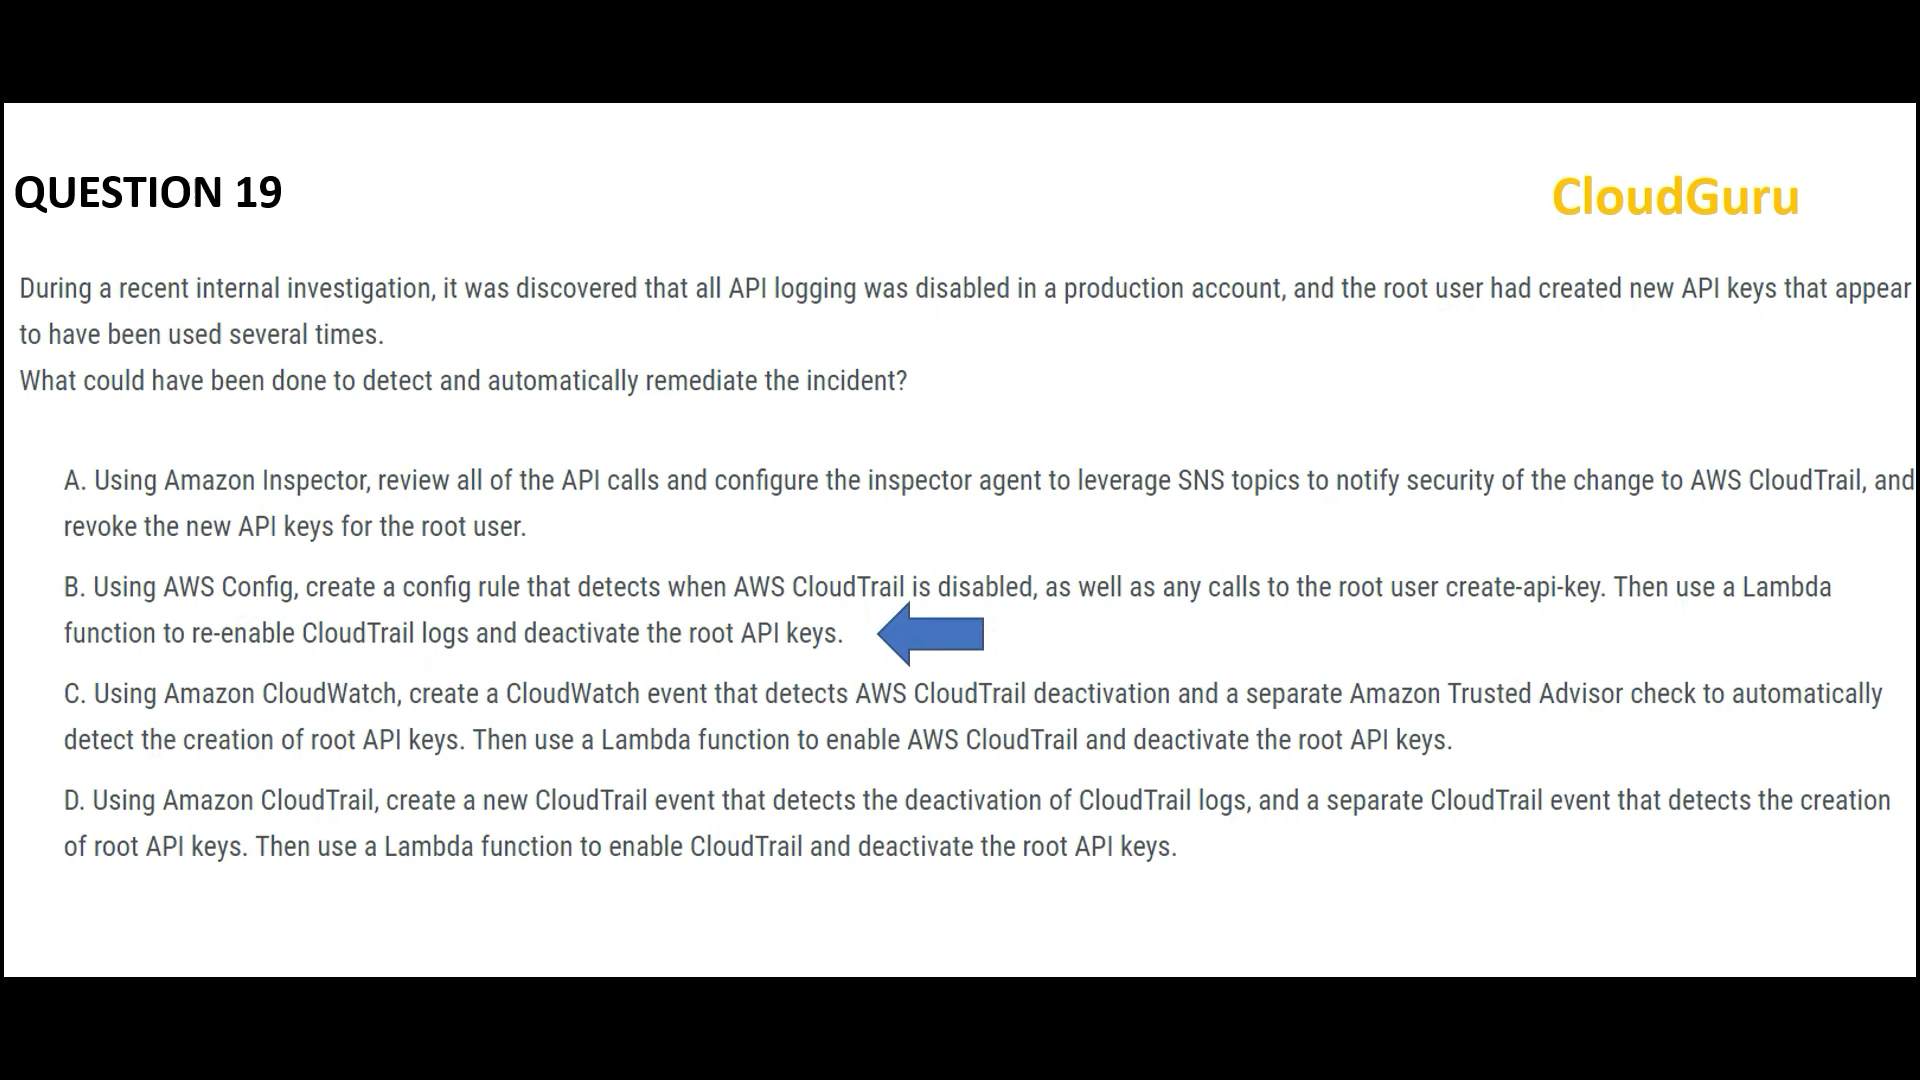 QUESTION 19
CloudGuru
During a recent internal investigation, it was discovered that all API logging was disabled in a production account, and the root user had created new API keys that appear
to have been used several times.
What could have been done to detect and automatically remediate the incident?
A. Using Amazon Inspector, review all of the API calls and configure the inspector agent to leverage SNS topics to notify security of the change to AWS CloudTrail, and
revoke the new API keys for the root user.
B. Using AWS Config, create a config rule that detects when AWS CloudTrail is disabled, as well as any calls to the root user create-api-key. Then use a Lambda
function to re-enable CloudTrail logs and deactivate the root API keys.
C. Using Amazon CloudWatch, create a CloudWatch event that detects AWS CloudTrail deactivation and a separate Amazon Trusted Advisor check to automatically
detect the creation of root API keys. Then use a Lambda function to enable AWS CloudTrail and deactivate the root API keys.
D. Using Amazon CloudTrail, create a new CloudTrail event that detects the deactivation of CloudTrail logs, and a separate CloudTrail event that detects the creation
of root API keys. Then use a Lambda function to enable CloudTrail and deactivate the root API keys.